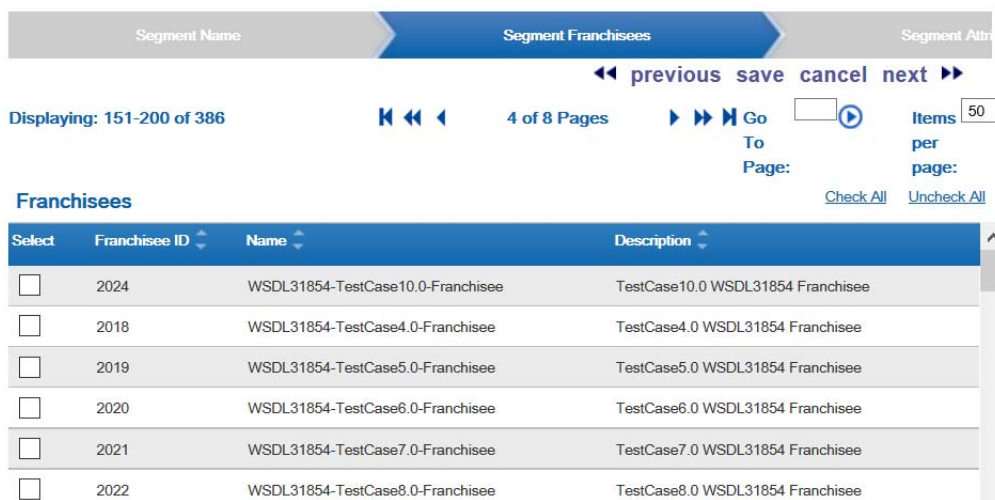 Segment Name Segment Franchisees Segment Attri
previous save cancel next
Displaying: 151-200 of 386 4 of 8 Pages Go To Page: Items per page: 50
Franchisees Check All Uncheck All
Select Franchisee ID Name Description
2024 WSDL31854-TestCase10.0-Franchisee TestCase10.0 WSDL31854 Franchisee
2018 WSDL31854-TestCase4.0-Franchisee TestCase4.0 WSDL31854 Franchisee
2019 WSDL31854-TestCase5.0-Franchisee TestCase5.0 WSDL31854 Franchisee
2020 WSDL31854-TestCase6.0-Franchisee TestCase6.0 WSDL31854 Franchisee
2021 WSDL31854-TestCase7.0-Franchisee TestCase7.0 WSDL31854 Franchisee
2022 WSDL31854-TestCase8.0-Franchisee TestCase8.0 WSDL31854 Franchisee